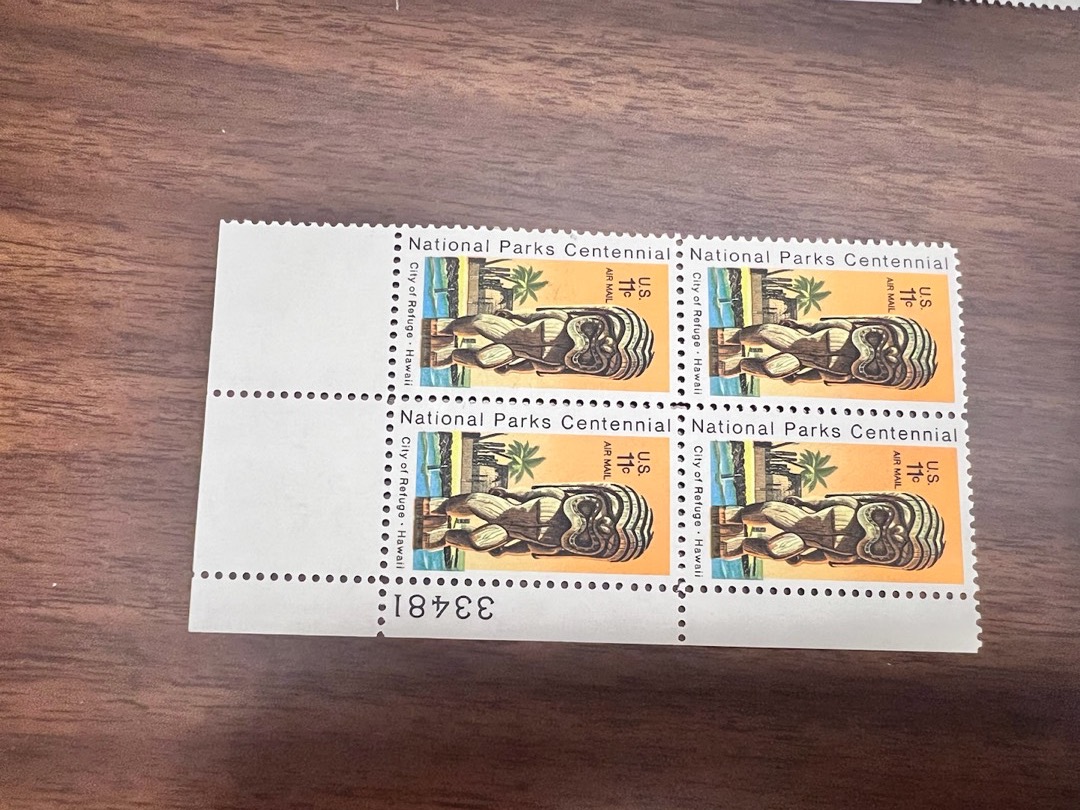 National Parks Centennial
City of Refuge · Hawaii
U.S.
11c
AIR MAIL
National Parks Centennial
City of Refuge · Hawaii
U.S.
11c
AIR MAIL
National Parks Centennial
City of Refuge · Hawaii
U.S.
11c
AIR MAIL
National Parks Centennial
City of Refuge · Hawaii
U.S.
11c
AIR MAIL
33481